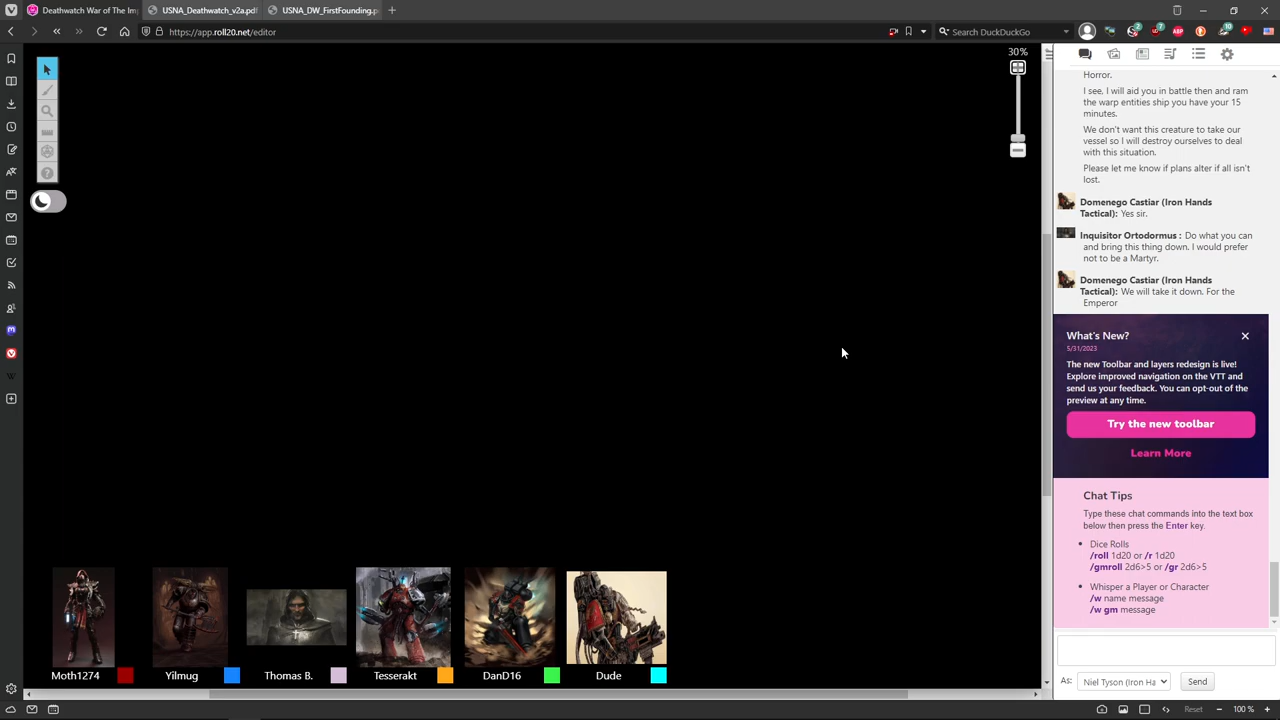 Deathwatch War of The Im
USNA_Deathwatch_v2a.pdf
USNA_DW_FirstFounding.p
https://app.roll20.net/editor
Search DuckDuckGo
30%
Horror.
I see, I will aid you in battle then and ram
the warp entities ship you have your 15
minutes.
We don't want this creature to take our
vessel so I will destroy ourselves to deal
with this situation.
Please let me know if plans alter if all isn't
lost.
Domenego Castiar (Iron Hands
Tactical): Yes sir.
Inquisitor Ortodormus : Do what you can
and bring this thing down. I would prefer
not to be a Martyr.
Domenego Castiar (Iron Hands
Tactical): We will take it down. For the
Emperor
What's New?
5/31/2023
The new Toolbar and layers redesign is live!
Explore improved navigation on the VTT and
send us your feedback. You can opt-out of the
preview at any time.
Try the new toolbar
Learn More
Chat Tips
Type these chat commands into the text box
below then press the Enter key.
Dice Rolls
/roll 1d20 or /r 1d20
/gmroll 2d6>5 or /gr 2d6>5
Whisper a Player or Character
/w name message
/w gm message
As: Niel Tyson (Iron Ha
Send
Moth1274
Yilmug
Thomas B.
Tesserakt
DanD16
Dude
Reset
100 %